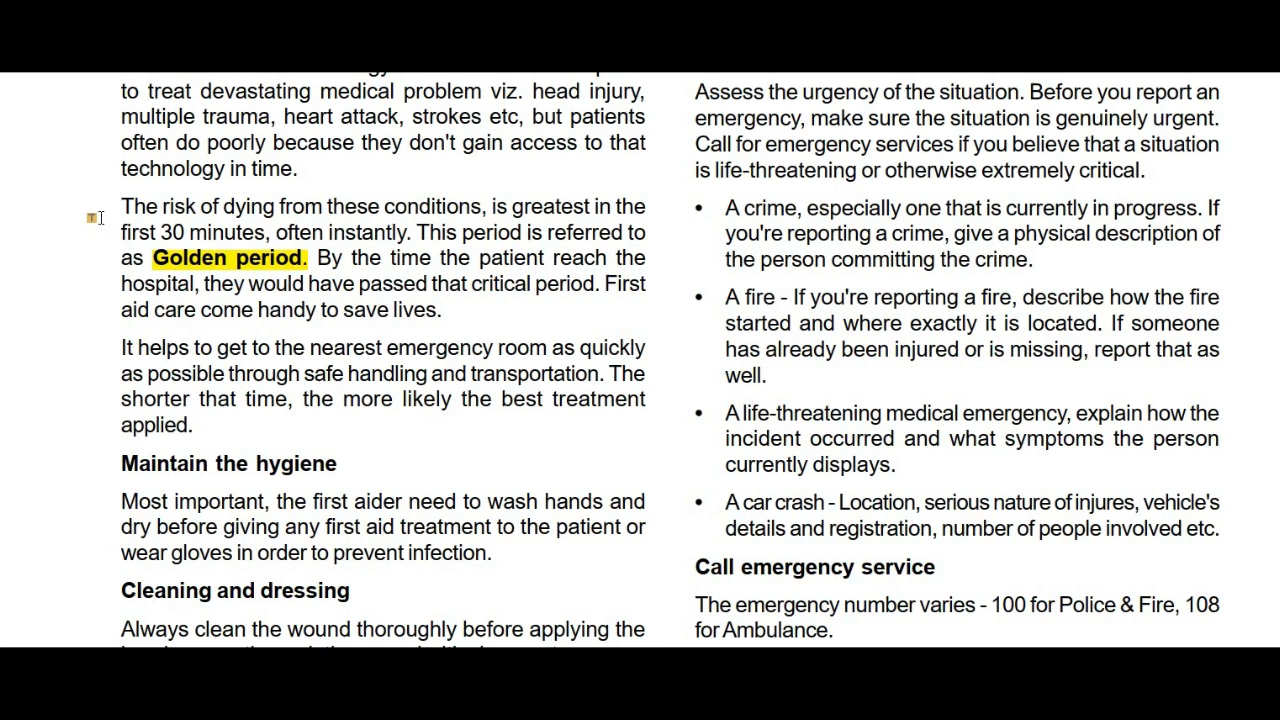 to treat devastating medical problem viz. head injury,
multiple trauma, heart attack, strokes etc, but patients
often do poorly because they don't gain access to that
technology in time.
The risk of dying from these conditions, is greatest in the
first 30 minutes, often instantly. This period is referred to
as Golden period. By the time the patient reach the
hospital, they would have passed that critical period. First
aid care come handy to save lives.
It helps to get to the nearest emergency room as quickly
as possible through safe handling and transportation. The
shorter that time, the more likely the best treatment
applied.
Maintain the hygiene
Most important, the first aider need to wash hands and
dry before giving any first aid treatment to the patient or
wear gloves in order to prevent infection.
Cleaning and dressing
Always clean the wound thoroughly before applying the
Assess the urgency of the situation. Before you report an
emergency, make sure the situation is genuinely urgent.
Call for emergency services if you believe that a situation
is life-threatening or otherwise extremely critical.
• A crime, especially one that is currently in progress. If
you're reporting a crime, give a physical description of
the person committing the crime.
• A fire - If you're reporting a fire, describe how the fire
started and where exactly it is located. If someone
has already been injured or is missing, report that as
well.
• A life-threatening medical emergency, explain how the
incident occurred and what symptoms the person
currently displays.
• A car crash - Location, serious nature of injures, vehicle's
details and registration, number of people involved etc.
Call emergency service
The emergency number varies - 100 for Police & Fire, 108
for Ambulance.